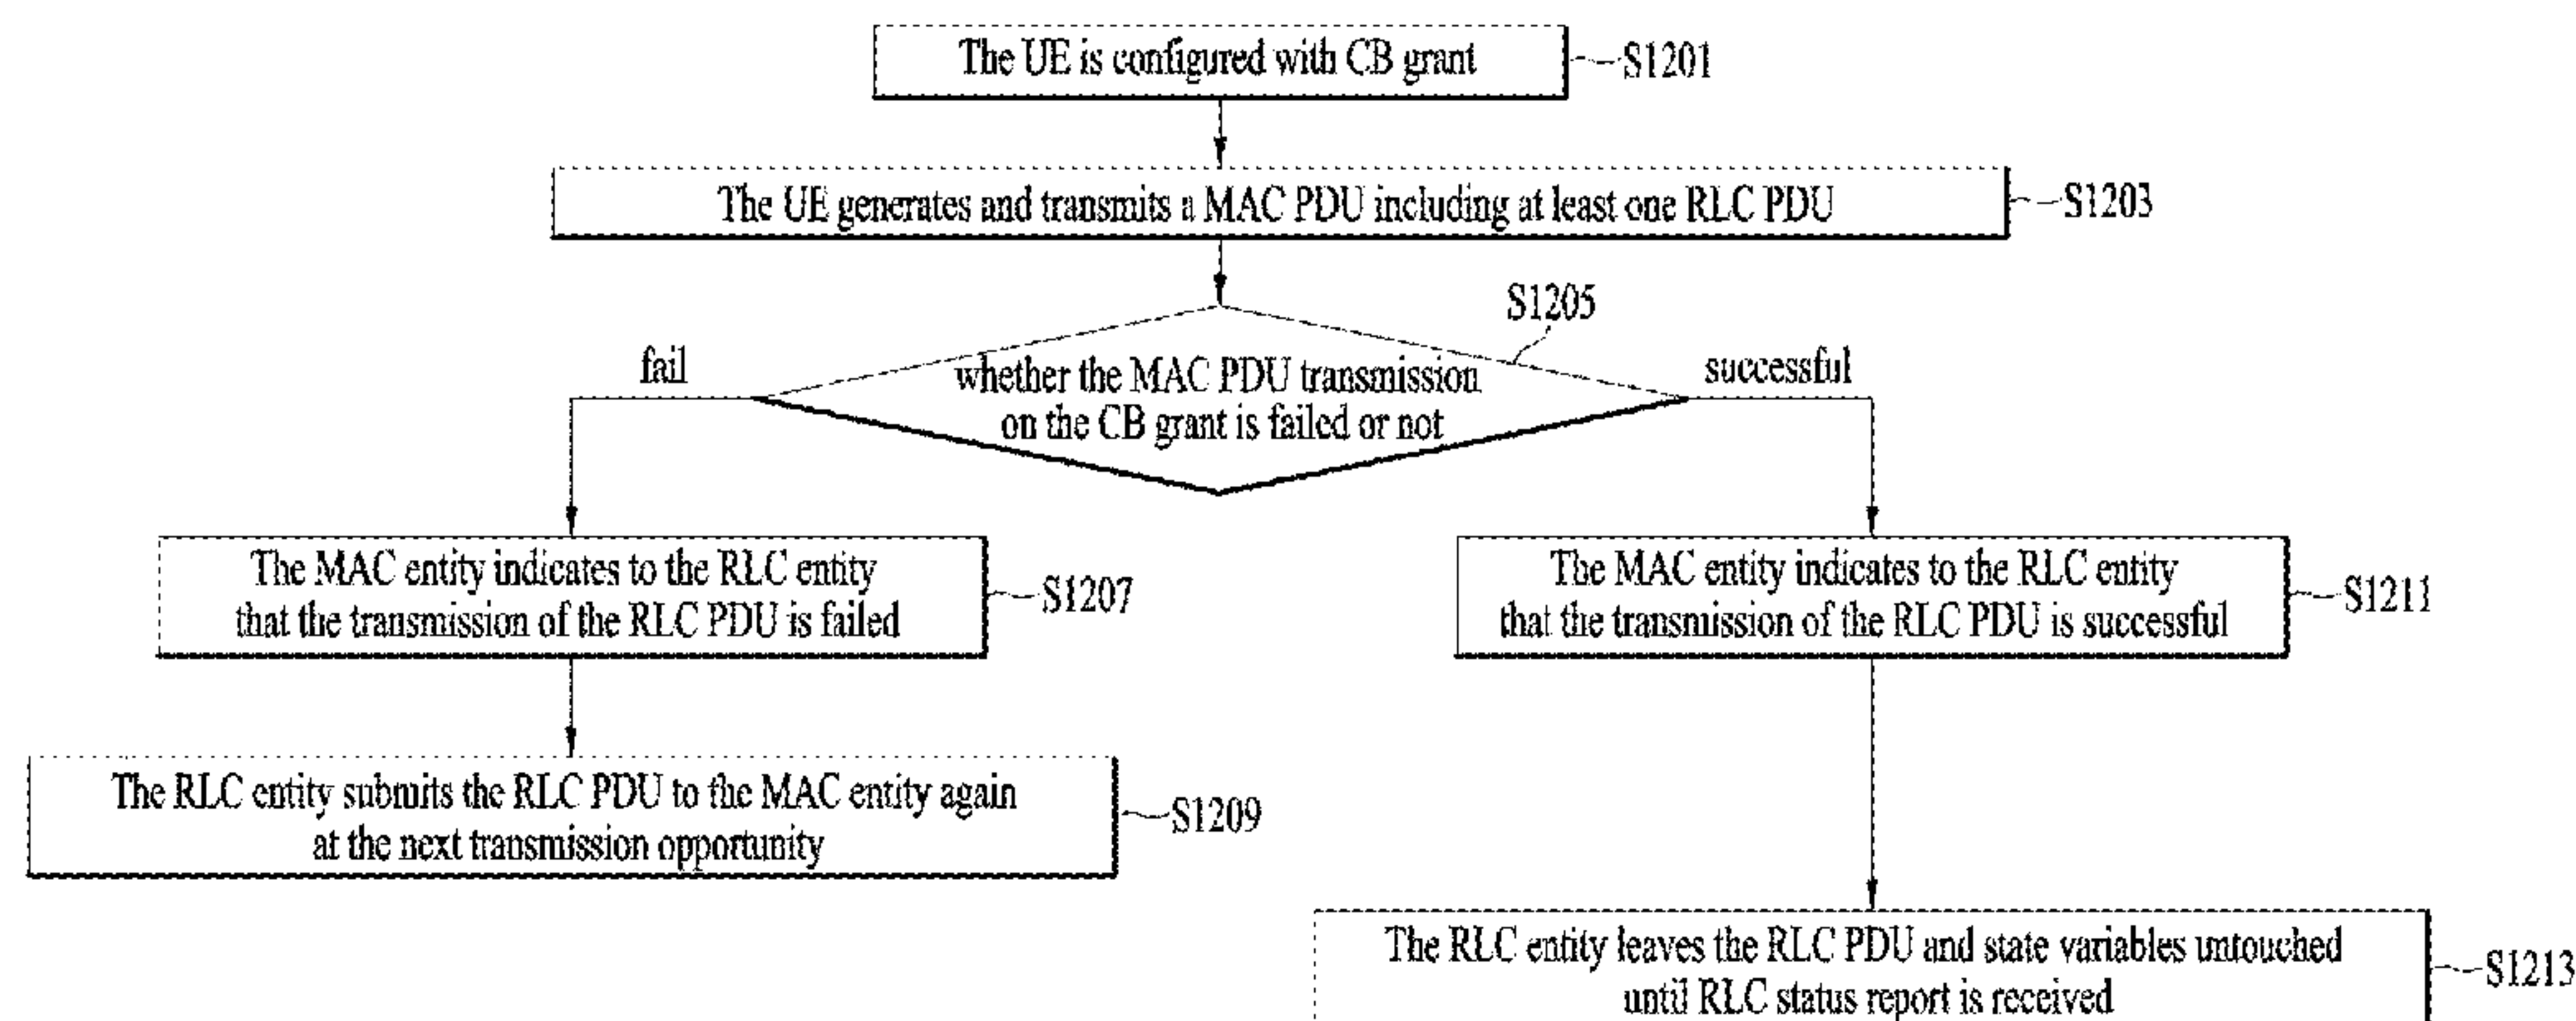 The UE is configured with CB grant
S1201
The UE generates and transmits a MAC PDU including at least one RLC PDU
S1203
S1205
fail
whether the MAC PDU transmission
on the CB grant is failed or not
successful
The MAC entity indicates to the RLC entity
that the transmission of the RLC PDU is failed
S1207
The MAC entity indicates to the RLC entity
that the transmission of the RLC PDU is successful
S1211
The RLC entity submits the RLC PDU to the MAC entity again
at the next transmission opportunity
S1209
The RLC entity leaves the RLC PDU and state variables untouched
until RLC status report is received
S1213